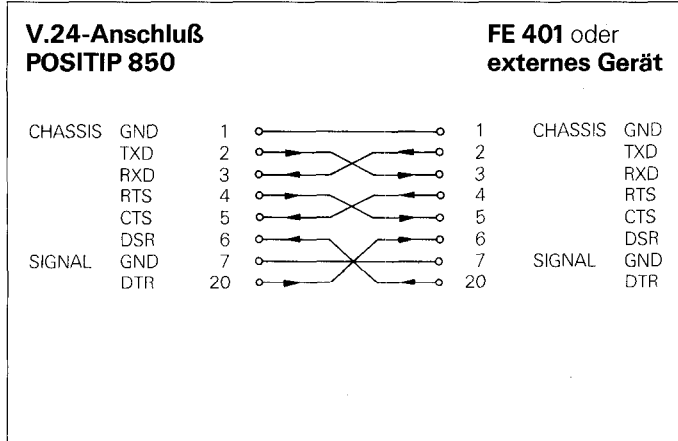 V.24-Anschluß FE 401 oder
POSITIP 850 externes Gerät
CHASSIS GND 1 1 CHASSIS GND
TXD 2 2 TXD
RXD 3 3 RXD
RTS 4 4 RTS
CTS 5 5 CTS
DSR 6 6 DSR
SIGNAL GND 7 7 SIGNAL GND
DTR 20 20 DTR